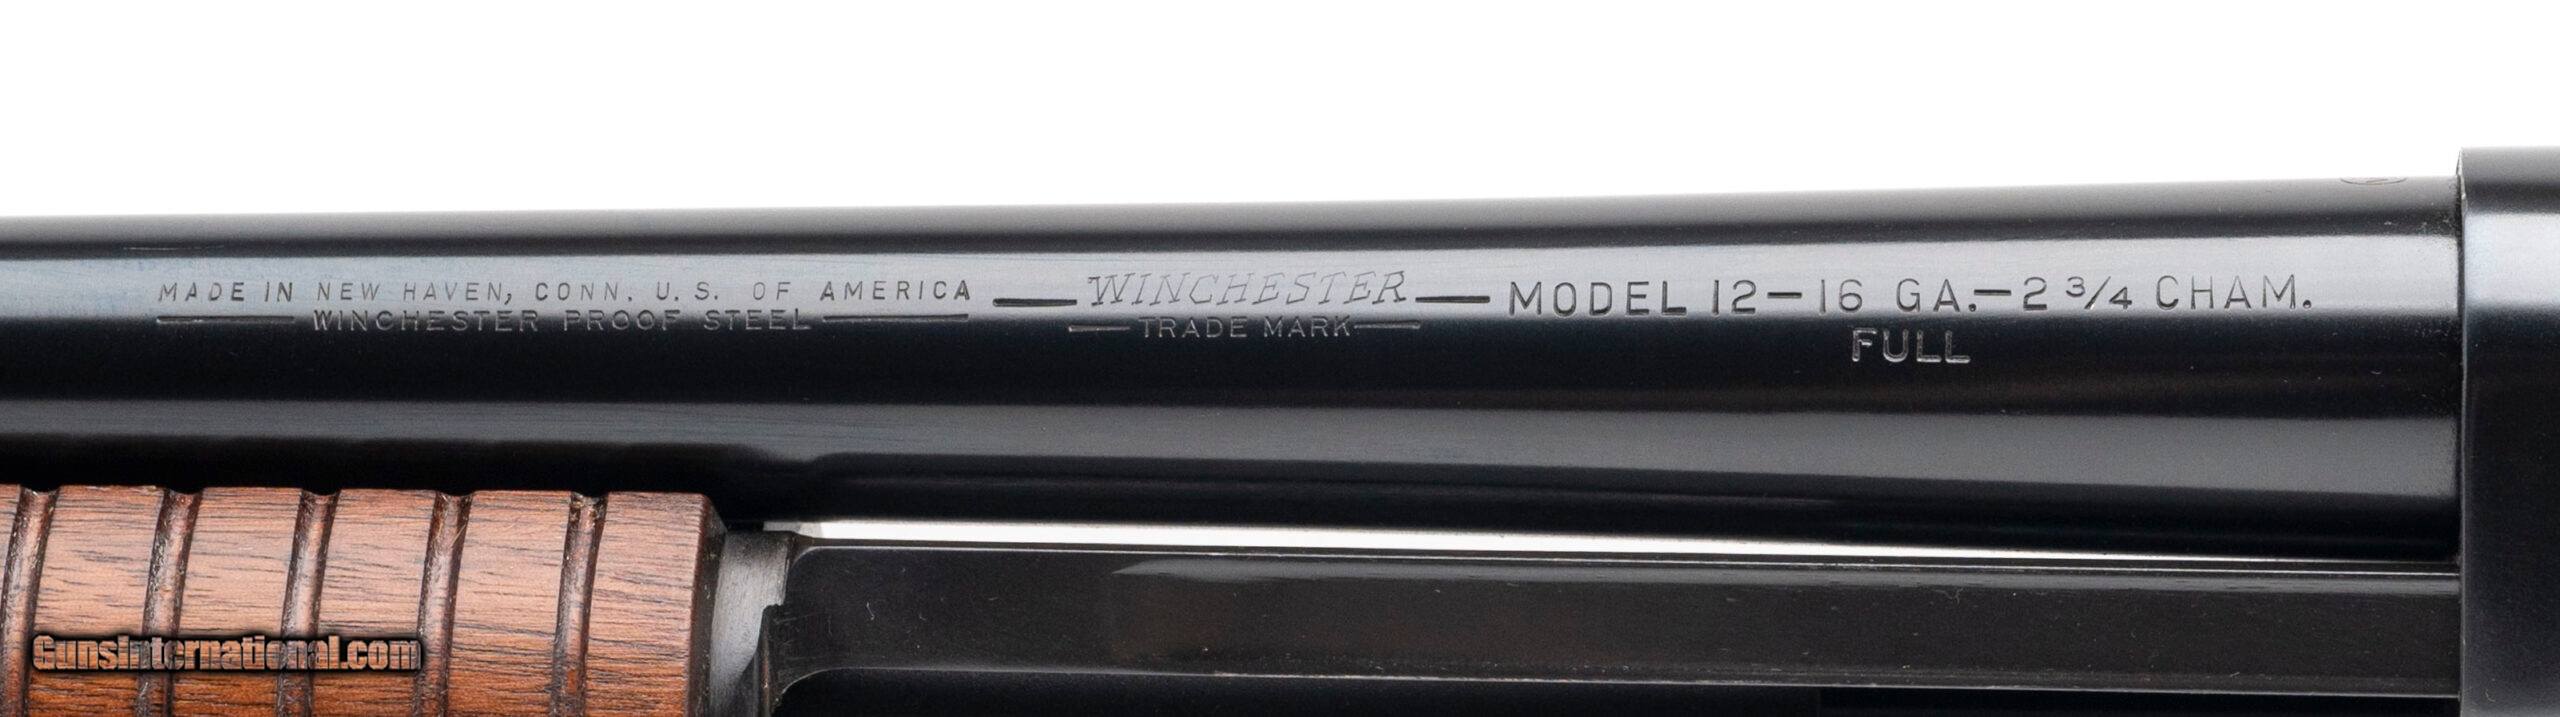 MADE IN NEW HAVEN, CONN. U.S. OF AMERICA
WINCHESTER PROOF STEEL
WINCHESTER
TRADE MARK
MODEL 12-16 GA.-2 3/4 CHAM.
FULL
GunsInternational.com